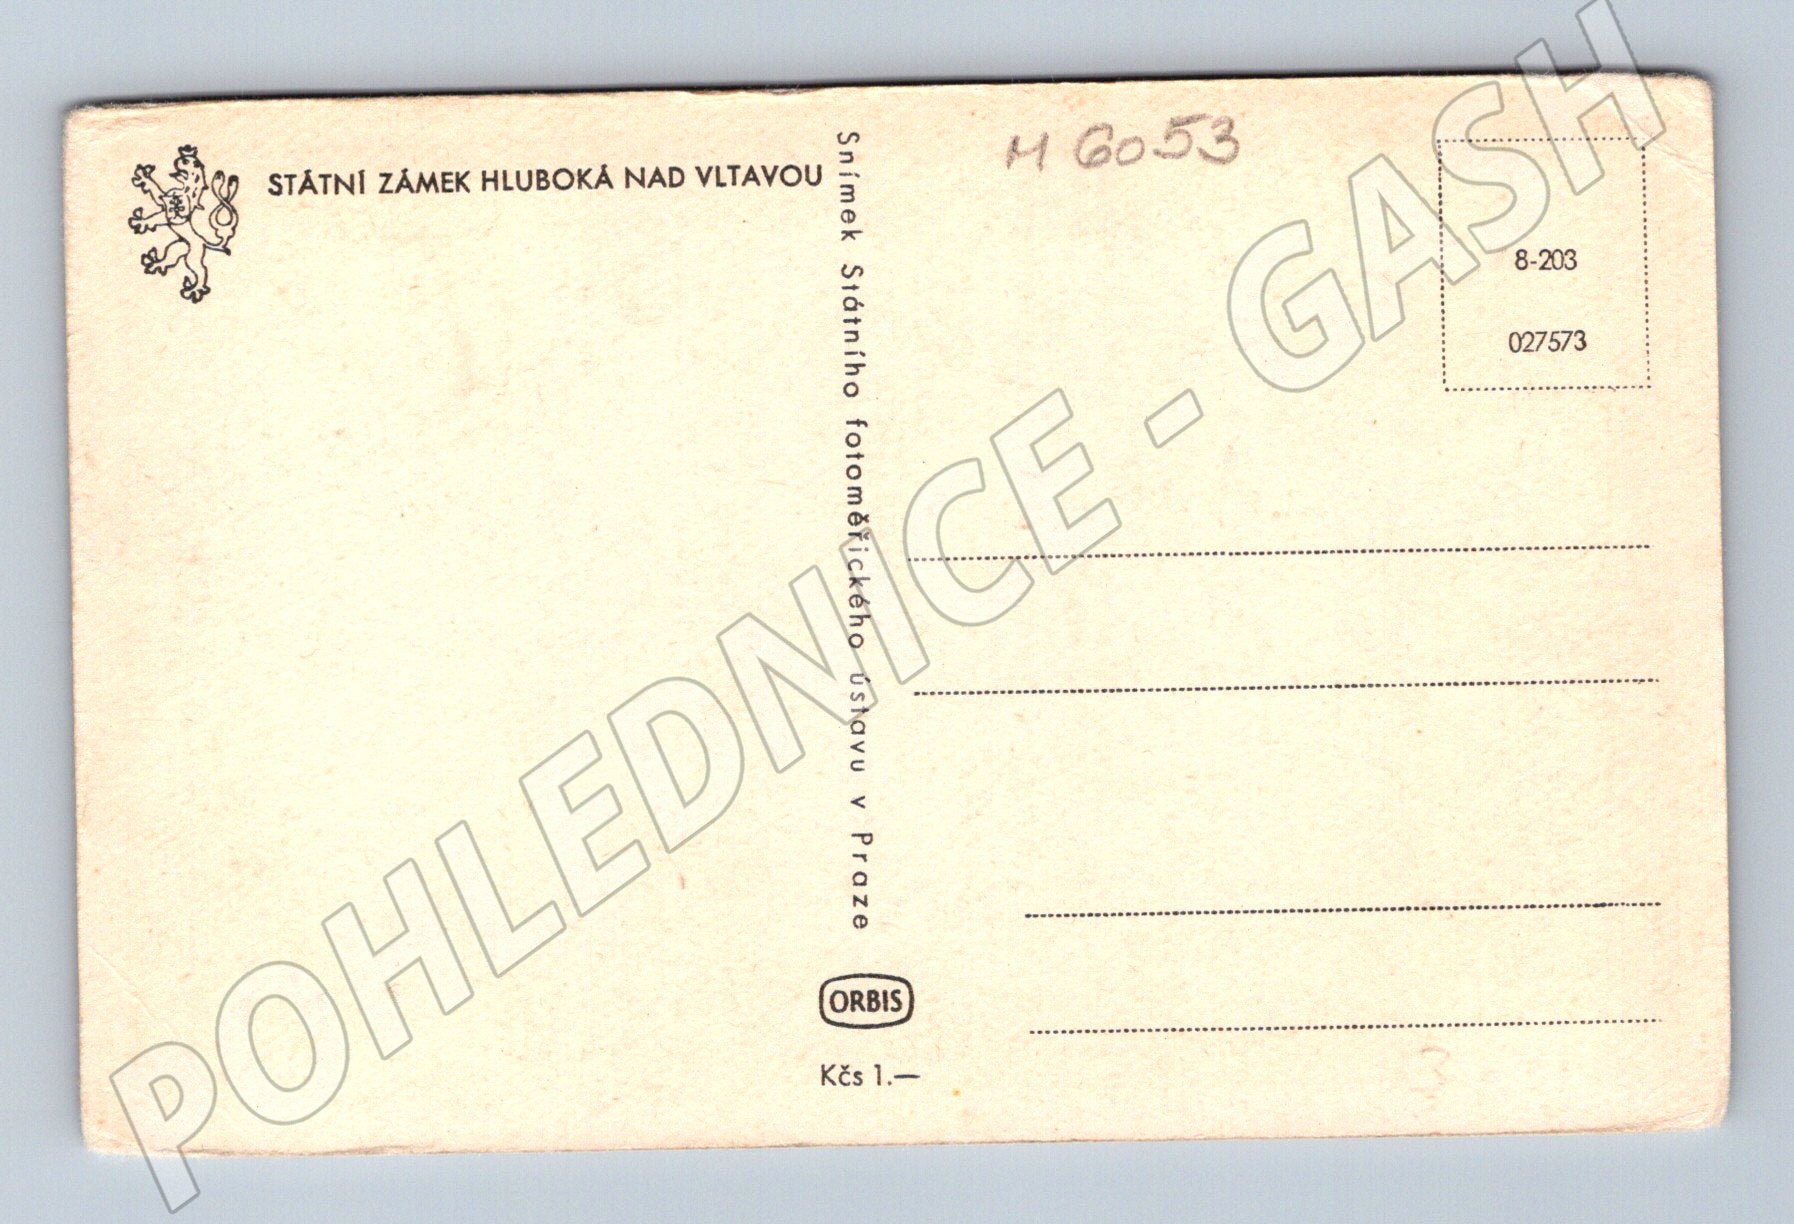 STÁTNÍ ZÁMEK HLUBOKÁ NAD VLTAVOU
Snímek Státního fotoměřického ústavu v Praze
M 6053
8-203
027573
ORBIS
Kčs 1.—
3
POHLEDNICE - GASH